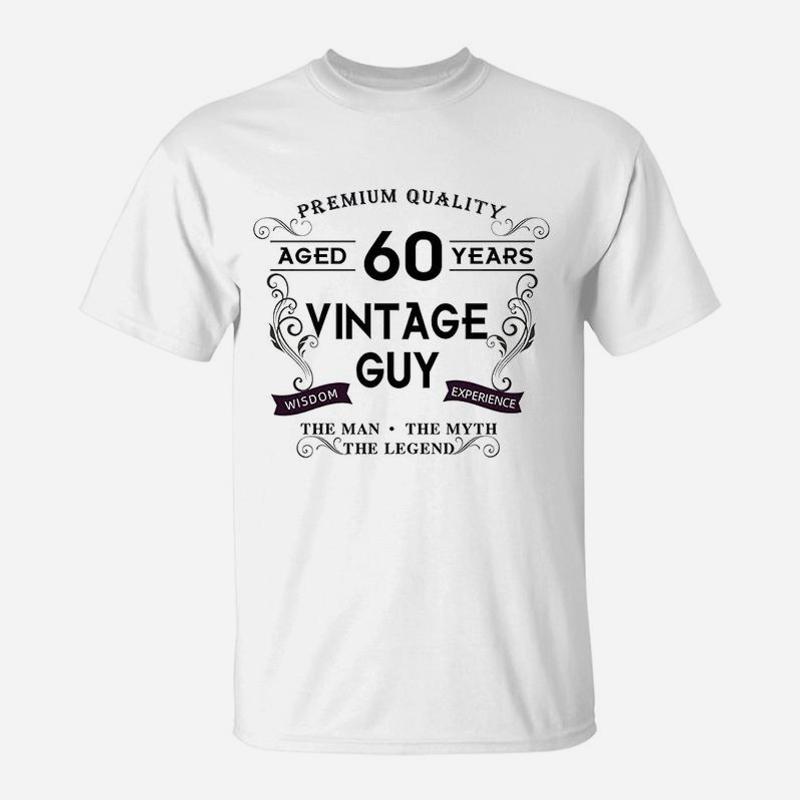 PREMIUM QUALITY
AGED 60 YEARS
VINTAGE
GUY
WISDOM EXPERIENCE
THE MAN • THE MYTH
THE LEGEND